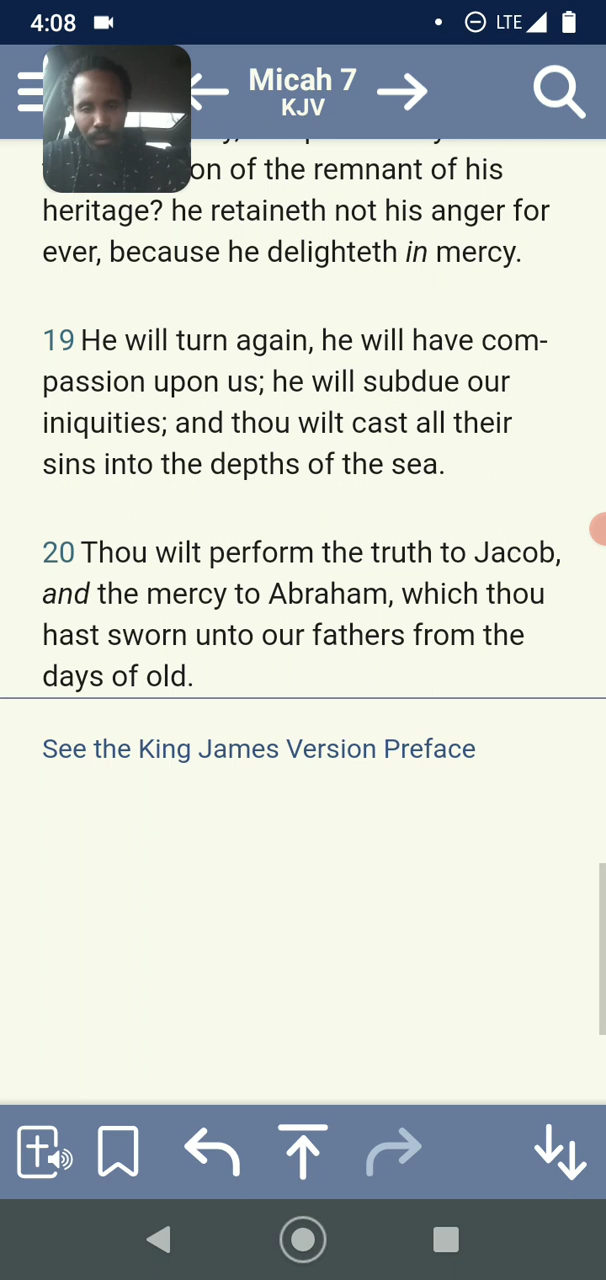 4:08
LTE
Micah 7
KJV
on of the remnant of his
heritage? he retaineth not his anger for
ever, because he delighteth in mercy.
19 He will turn again, he will have com-
passion upon us; he will subdue our
iniquities; and thou wilt cast all their
sins into the depths of the sea.
20 Thou wilt perform the truth to Jacob,
and the mercy to Abraham, which thou
hast sworn unto our fathers from the
days of old.
See the King James Version Preface